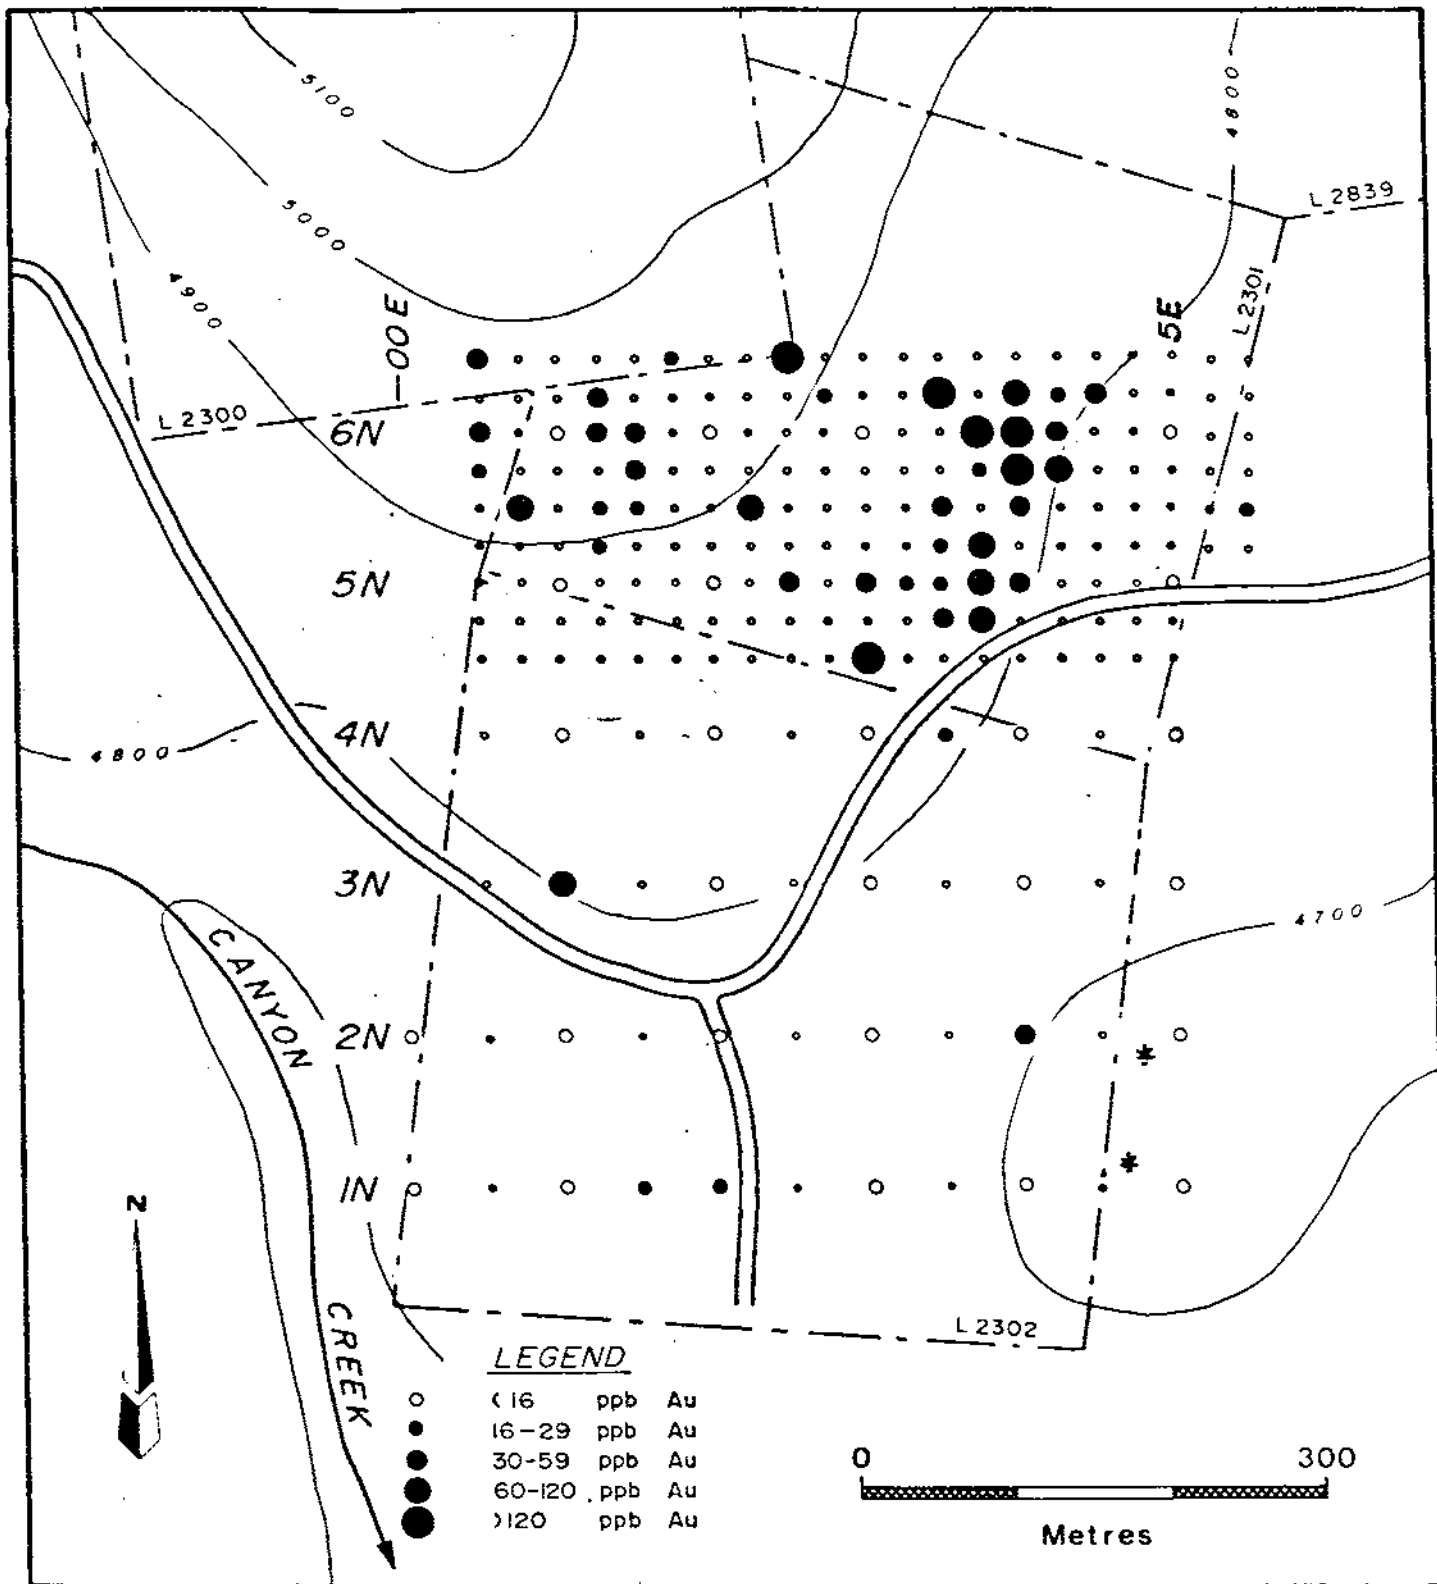 5100
5000
4900
4800
L 2839
L 2301
5E
00E
L 2300
6N
5N
4N
4800
3N
4700
CANYON
2N
1N
N
CREEK
L 2302
LEGEND
<16 ppb Au
16-29 ppb Au
30-59 ppb Au
60-120 ppb Au
>120 ppb Au
0 300
Metres